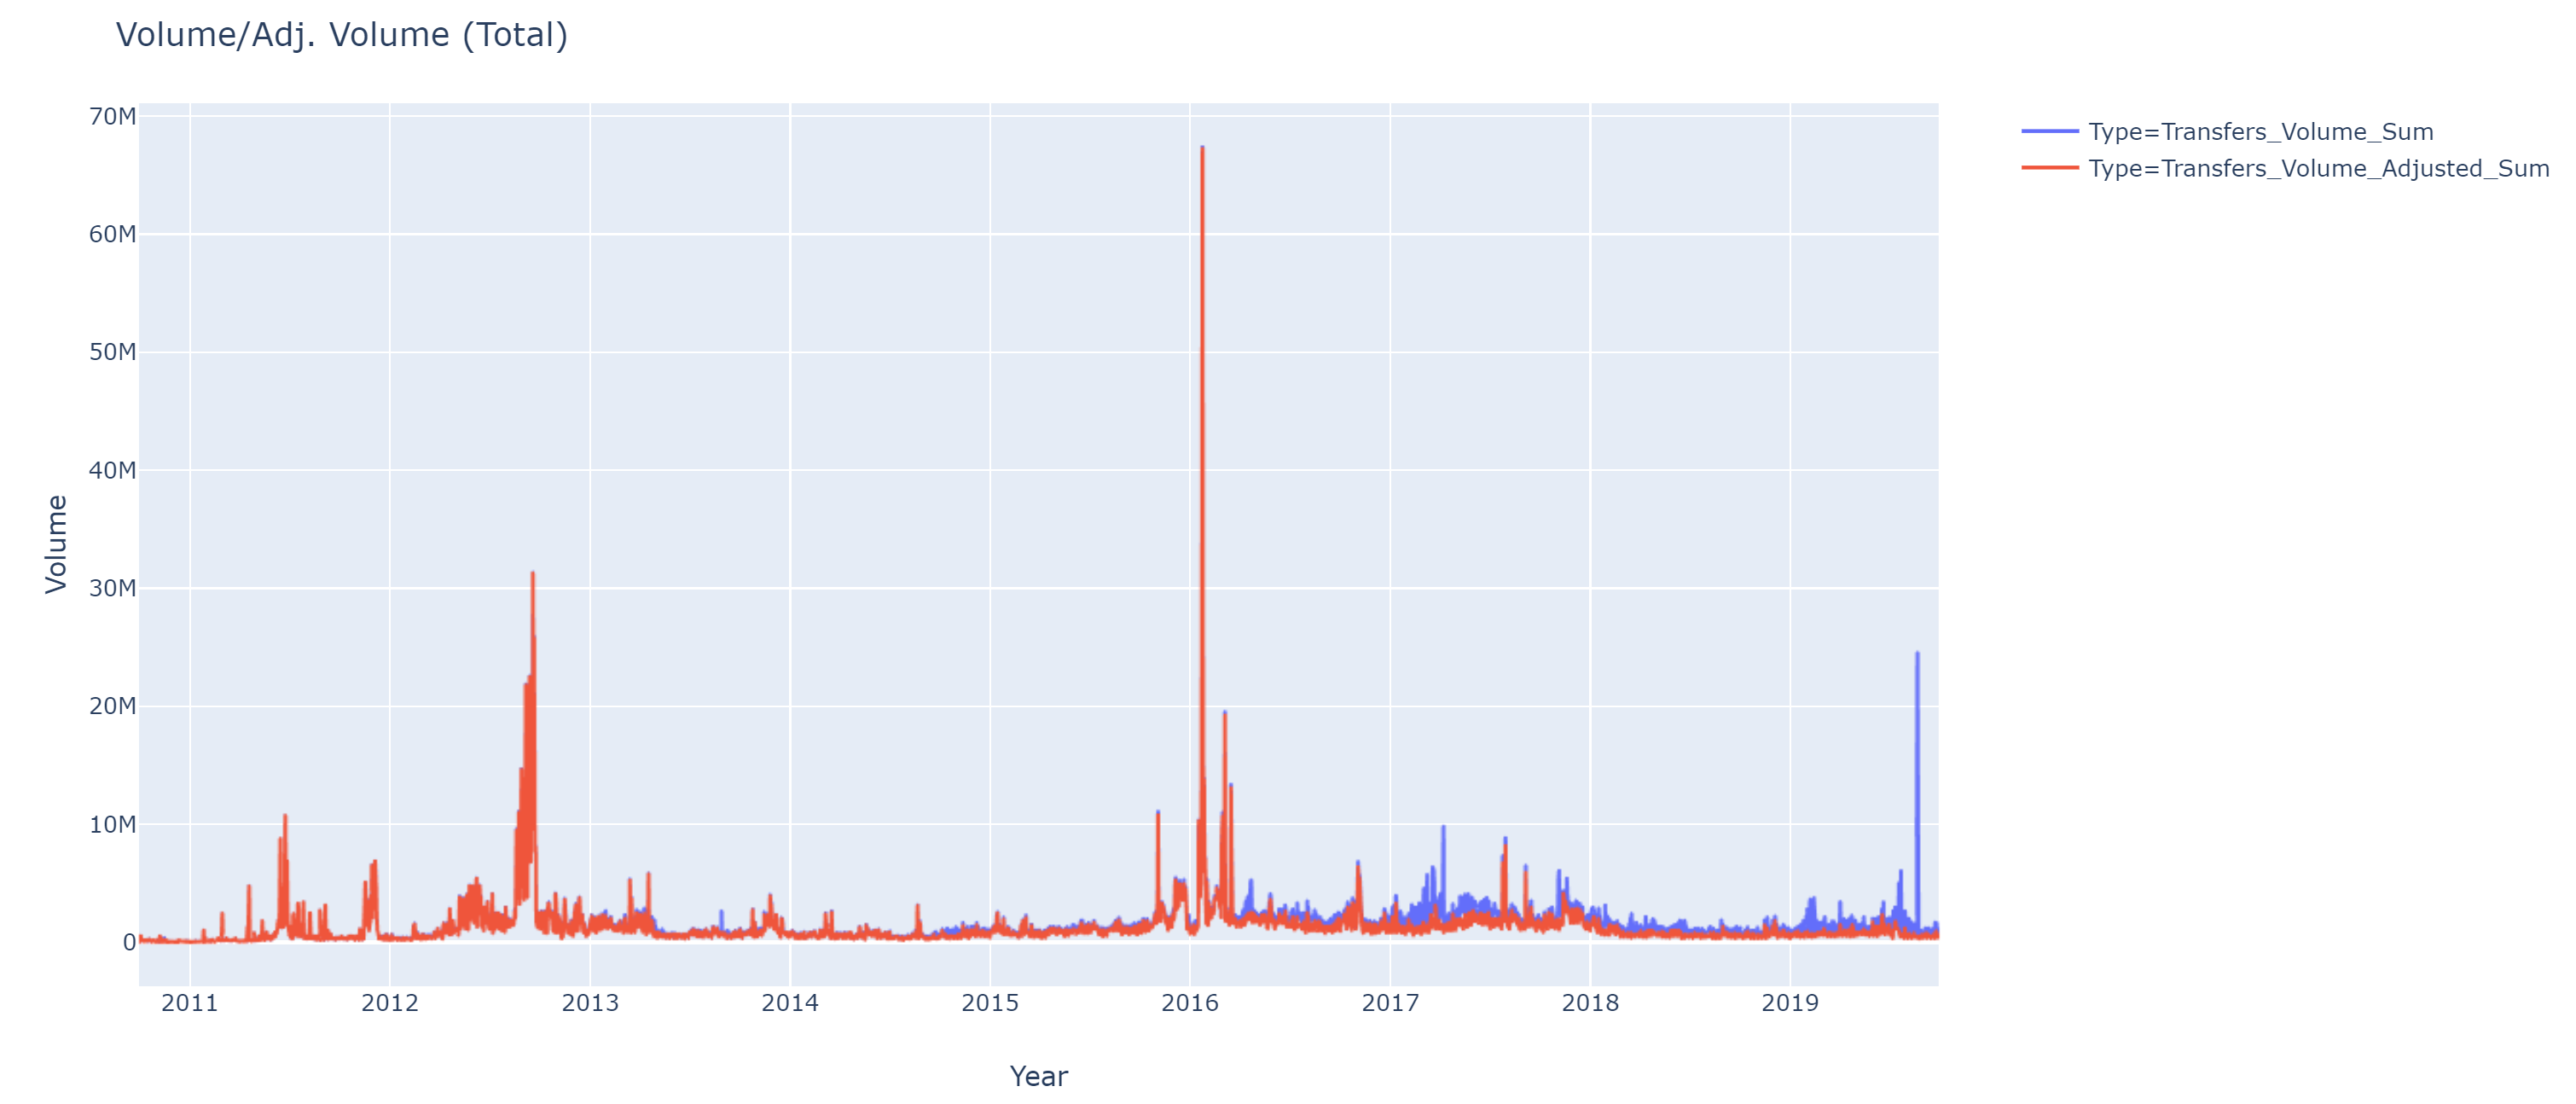 Volume/Adj. Volume (Total)
Type=Transfers_Volume_Sum
Type=Transfers_Volume_Adjusted_Sum
70M
60M
50M
40M
30M
20M
10M
0
Volume
2011 2012 2013 2014 2015 2016 2017 2018 2019
Year